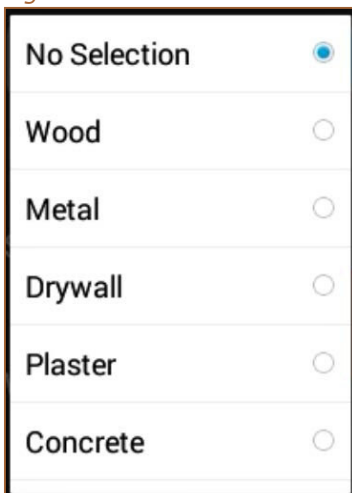 No Selection
Wood
Metal
Drywall
Plaster
Concrete